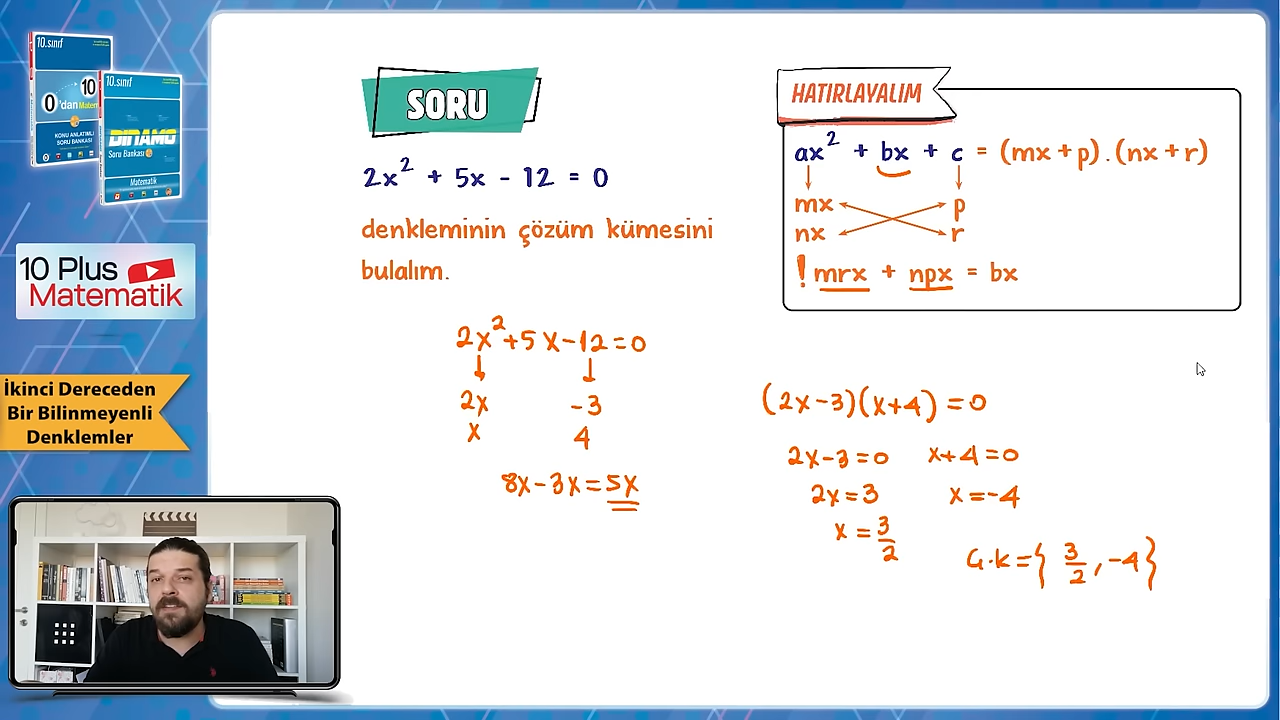 10.sınıf
0'dan 10
KONU ANLATIMLI
SORU BANKASI
10.sınıf
DINAMO
Soru Bankası
Matematik
10 Plus
Matematik
İkinci Dereceden
Bir Bilinmeyenli
Denklemler
SORU
2x² + 5x - 12 = 0
denkleminin çözüm kümesini
bulalım.
2x²+5x-12=0
2x -3
x 4
8x-3x=5x
HATIRLAYALIM
ax² + bx + c = (mx+p).(nx+r)
mx p
nx r
! mrx + npx = bx
(2x-3)(x+4)=0
2x-3=0 x+4=0
2x=3 x=-4
x=3/2
Ç.K={3/2,-4}